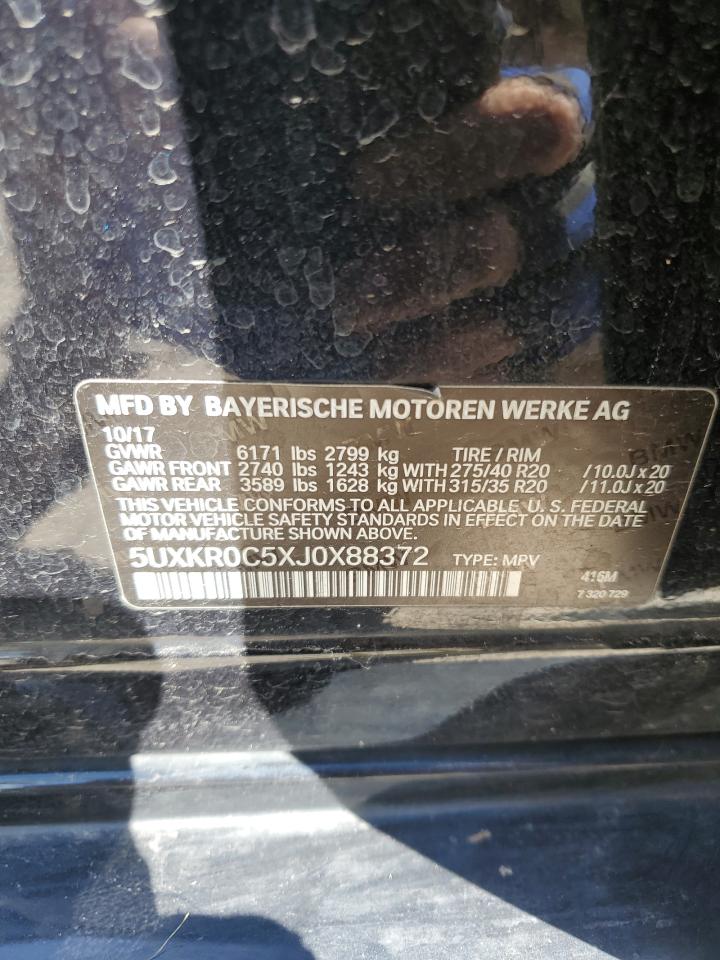 MFD BY BAYERISCHE MOTOREN WERKE AG
10/17
GVWR 6171 lbs 2799 kg TIRE / RIM
GAWR FRONT 2740 lbs 1243 kg WITH 275/40 R20 /10.0J x 20
GAWR REAR 3589 lbs 1628 kg WITH 315/35 R20 /11.0J x 20
THIS VEHICLE CONFORMS TO ALL APPLICABLE U. S. FEDERAL
MOTOR VEHICLE SAFETY STANDARDS IN EFFECT ON THE DATE
OF MANUFACTURE SHOWN ABOVE.
5UXKR0C5XJ0X88372 TYPE: MPV
416M
7 320 729